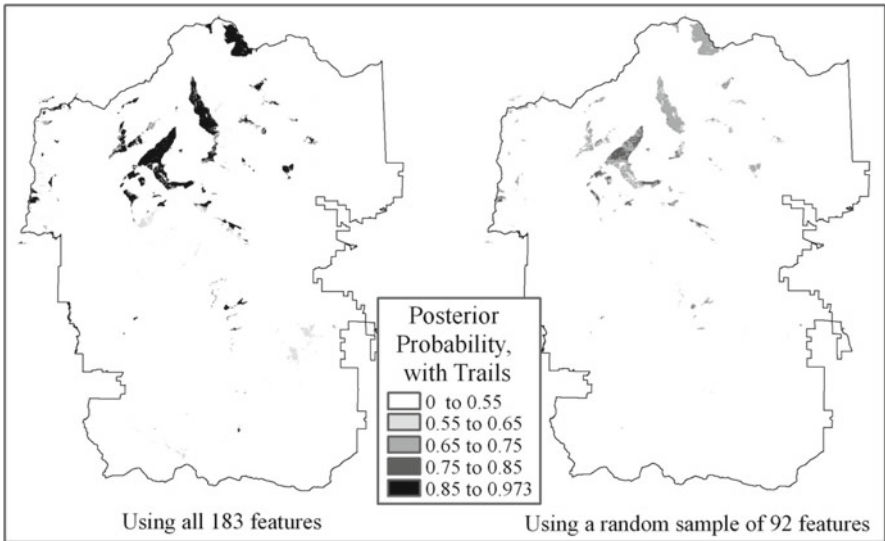 Posterior
Probability,
with Trails
0 to 0.55
0.55 to 0.65
0.65 to 0.75
0.75 to 0.85
0.85 to 0.973
Using all 183 features
Using a random sample of 92 features